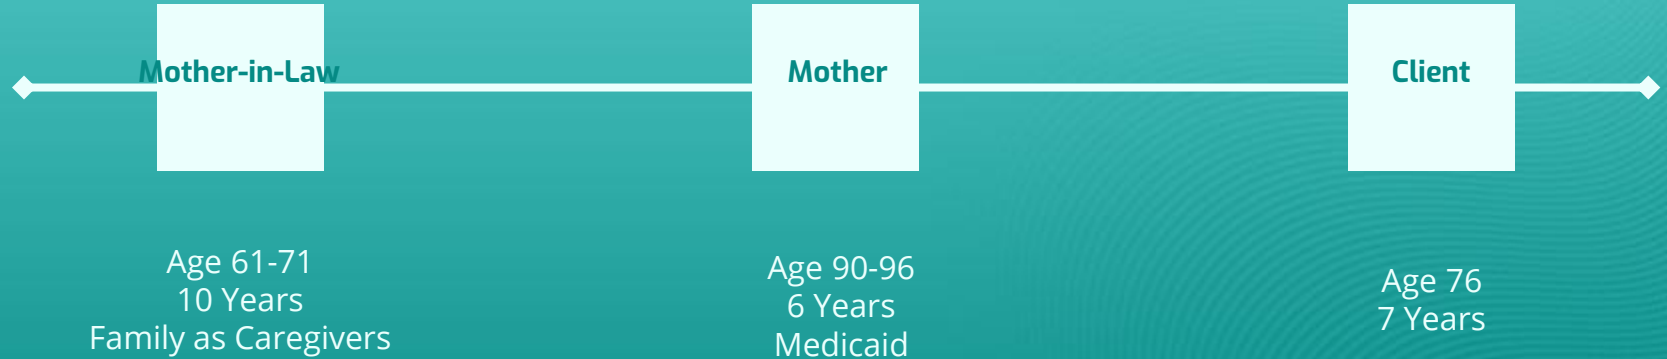 Mother-in-Law
Age 61-71
10 Years
Family as Caregivers
Mother
Age 90-96
6 Years
Medicaid
Client
Age 76
7 Years